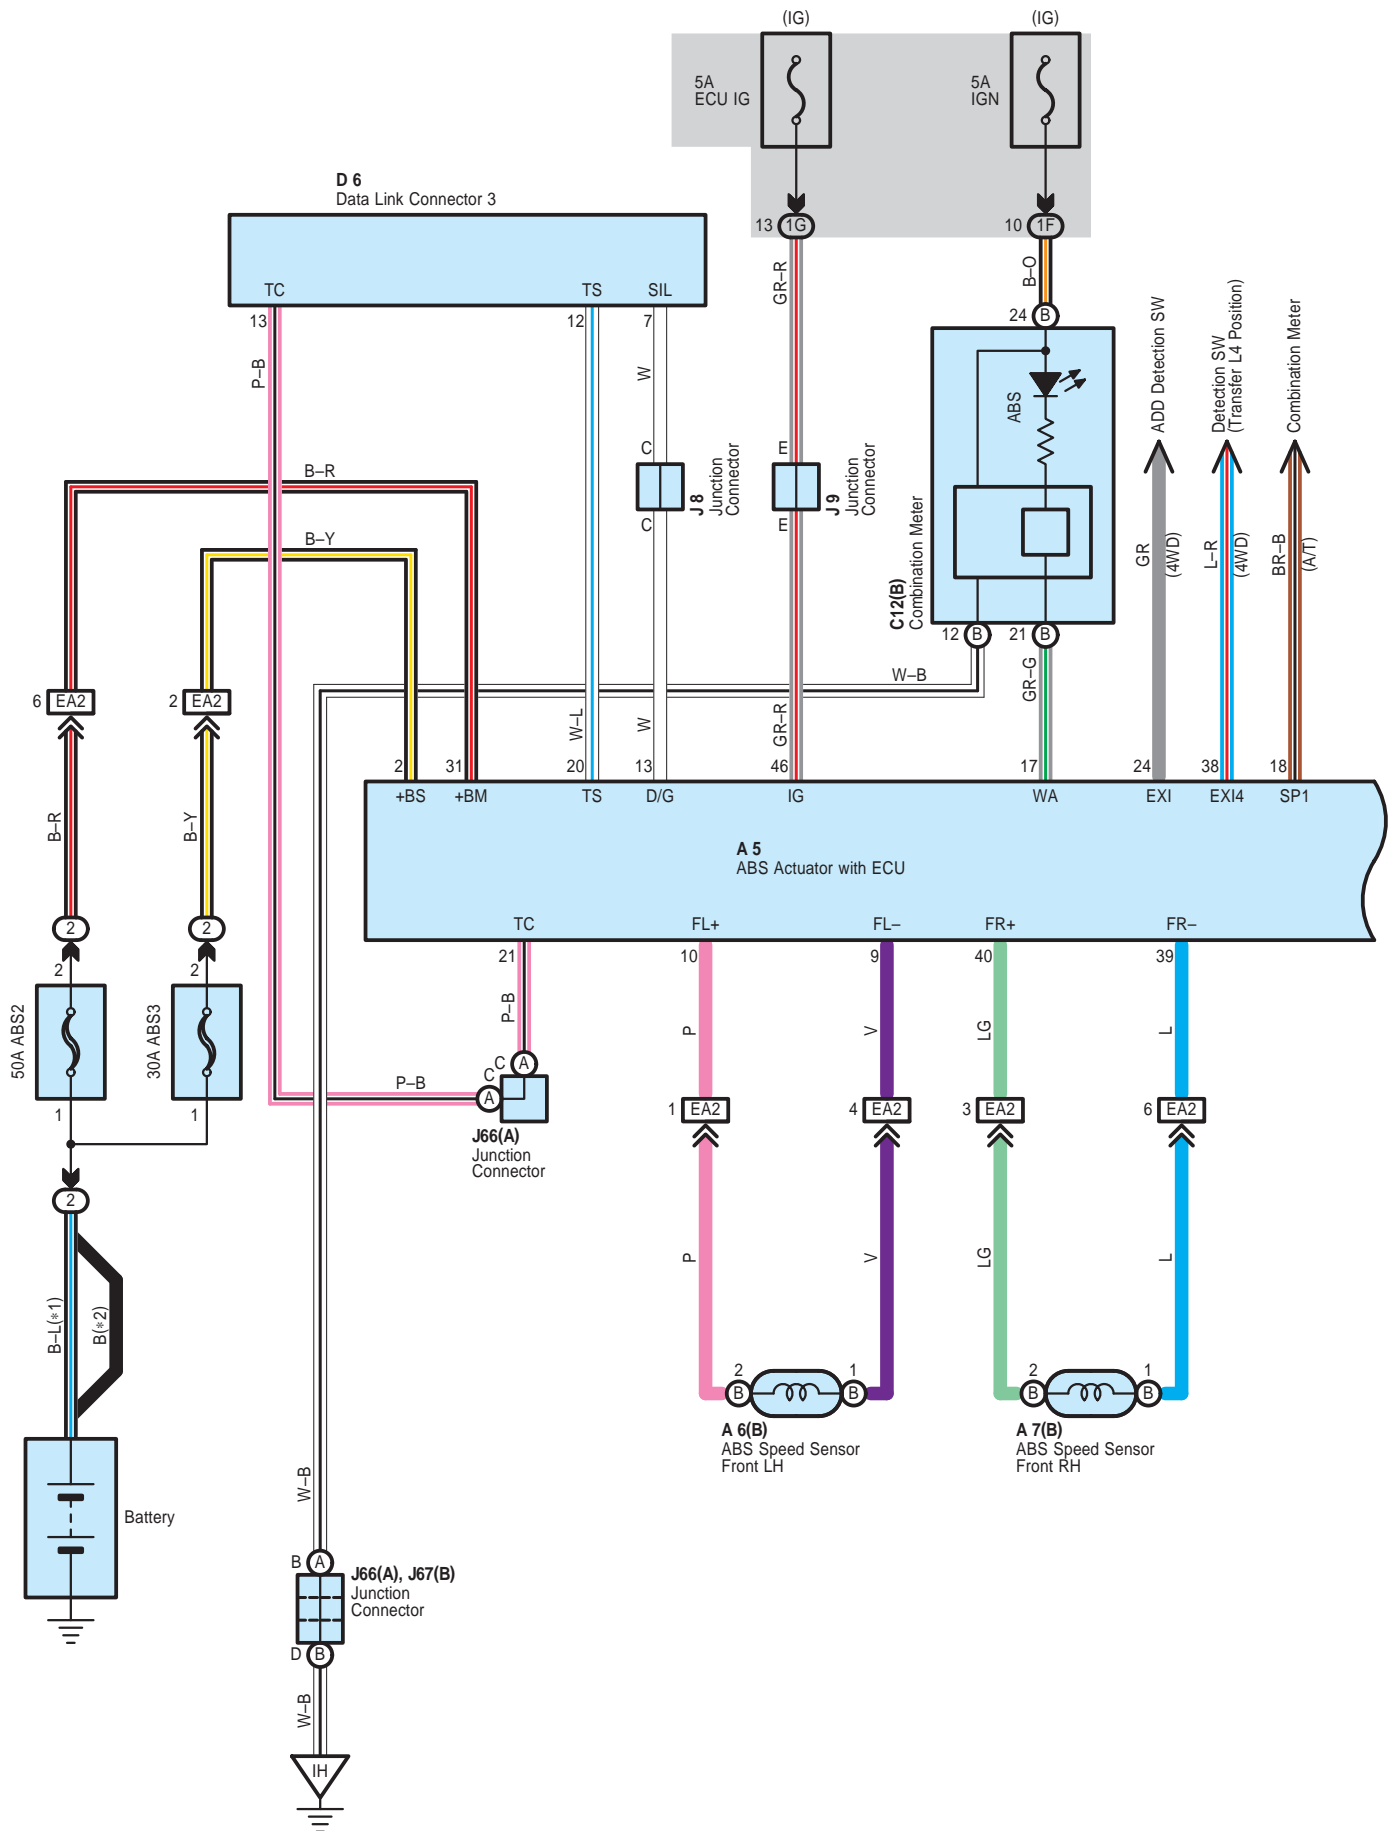 (IG)
(IG)
5A
ECU IG
5A
IGN
13
1G
10
1F
D 6
Data Link Connector 3
TC
TS
SIL
13
12
7
P–B
W
GR–R
B–O
24
B
ABS
C12(B)
Combination Meter
12
B
21
B
ADD Detection SW
Detection SW
(Transfer L4 Position)
Combination Meter
GR
(4WD)
L–R
(4WD)
BR–B
(A/T)
C
C
J 8
Junction
Connector
E
E
J 9
Junction
Connector
B–R
B–Y
6
EA2
2
EA2
W–B
W–L
W
GR–R
GR–G
2
31
20
13
46
17
24
38
18
+BS
+BM
TS
D/G
IG
WA
EXI
EXI4
SP1
A 5
ABS Actuator with ECU
TC
FL+
FL–
FR+
FR–
21
10
9
40
39
B–R
B–Y
2
2
2
2
50A ABS2
30A ABS3
1
1
2
B–L(*1)
B(*2)
Battery
P–B
C
A
C
A
P–B
J66(A)
Junction
Connector
P
V
LG
L
1
EA2
4
EA2
3
EA2
6
EA2
P
V
LG
L
2
B
1
B
A 6(B)
ABS Speed Sensor
Front LH
2
B
1
B
A 7(B)
ABS Speed Sensor
Front RH
W–B
B
A
J66(A), J67(B)
Junction
Connector
D
B
W–B
IH